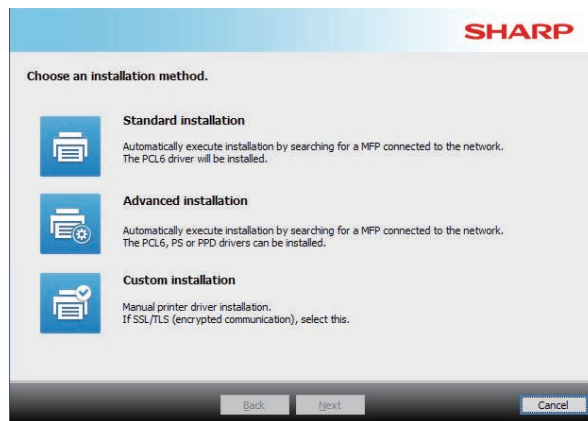 SHARP
Choose an installation method.
Standard installation
Automatically execute installation by searching for a MFP connected to the network.
The PCL6 driver will be installed.
Advanced installation
Automatically execute installation by searching for a MFP connected to the network.
The PCL6, PS or PPD drivers can be installed.
Custom installation
Manual printer driver installation.
If SSL/TLS (encrypted communication), select this.
Back Next Cancel